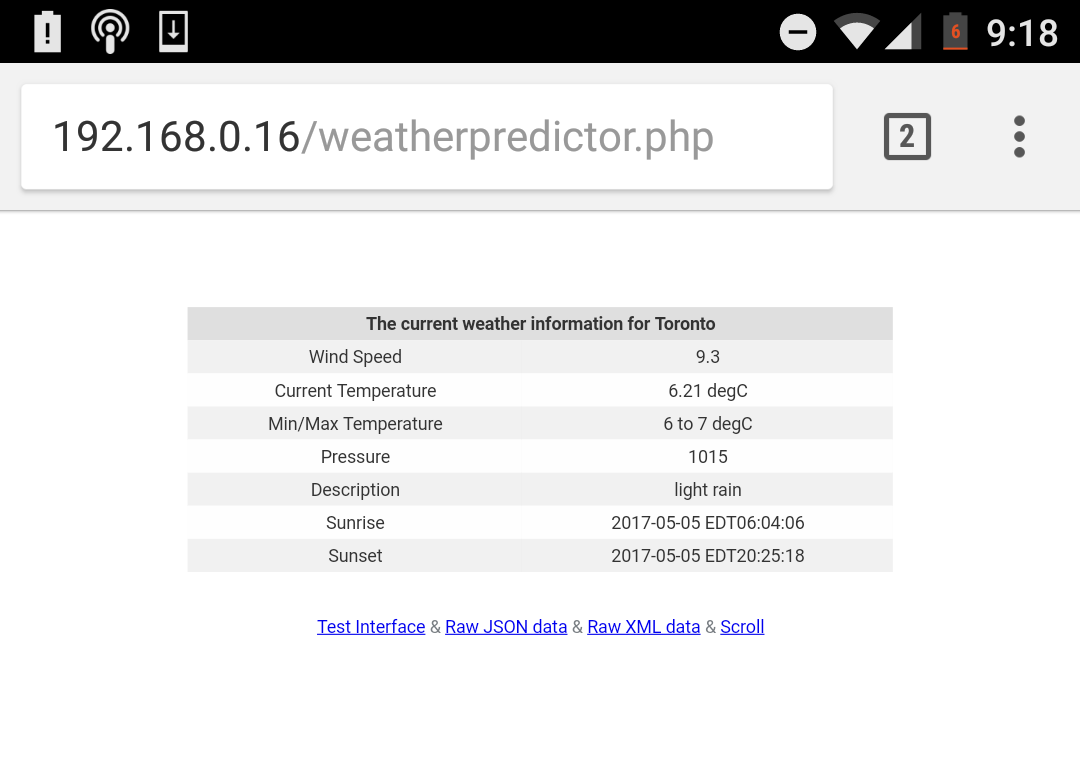 6 9:18
192.168.0.16/weatherpredictor.php 2
The current weather information for Toronto
Wind Speed 9.3
Current Temperature 6.21 degC
Min/Max Temperature 6 to 7 degC
Pressure 1015
Description light rain
Sunrise 2017-05-05 EDT06:04:06
Sunset 2017-05-05 EDT20:25:18
Test Interface & Raw JSON data & Raw XML data & Scroll